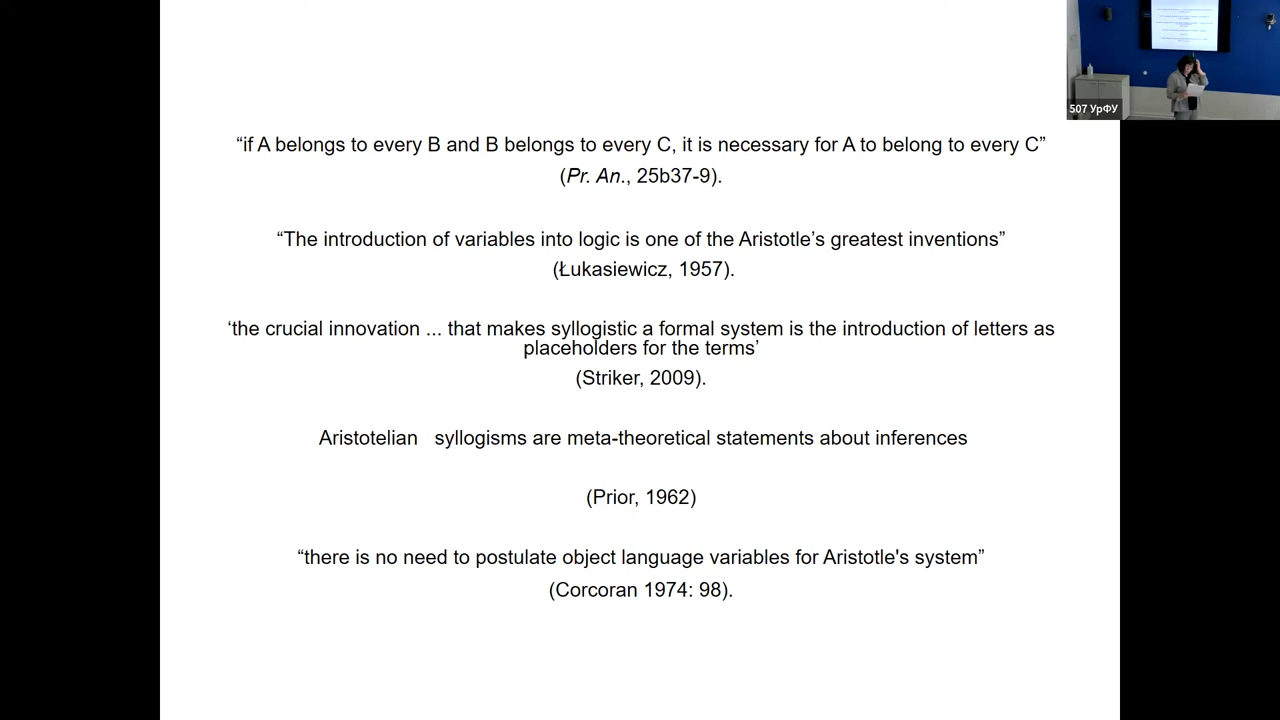 507 УрФУ
“if A belongs to every B and B belongs to every C, it is necessary for A to belong to every C”
(Pr. An., 25b37-9).
“The introduction of variables into logic is one of the Aristotle’s greatest inventions”
(Łukasiewicz, 1957).
‘the crucial innovation ... that makes syllogistic a formal system is the introduction of letters as
placeholders for the terms’
(Striker, 2009).
Aristotelian syllogisms are meta-theoretical statements about inferences
(Prior, 1962)
“there is no need to postulate object language variables for Aristotle's system”
(Corcoran 1974: 98).